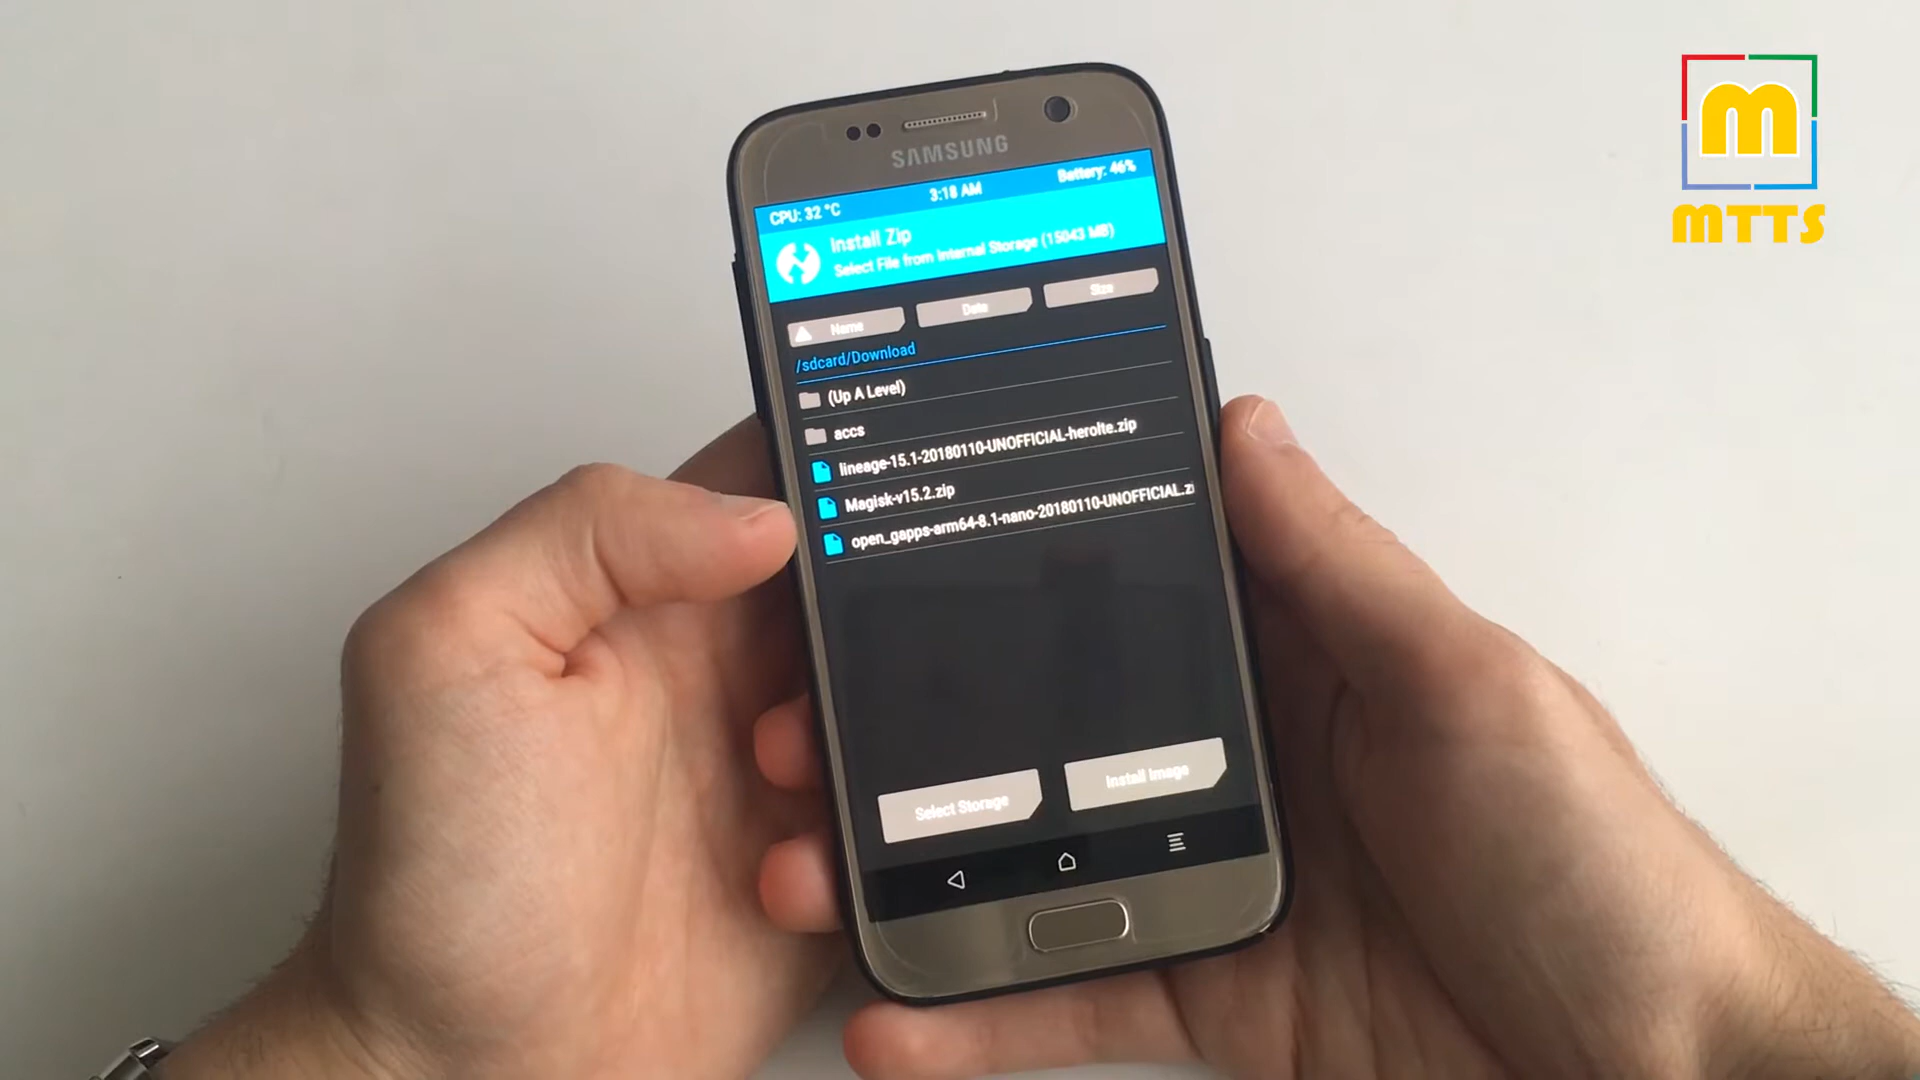 M
MTTS
SAMSUNG
CPU: 32 °C
3:18 AM
Battery: 46%
Install Zip
Select File from Internal Storage (15043 MB)
Name
Date
Size
/sdcard/Download
(Up A Level)
accs
lineage-15.1-20180110-UNOFFICIAL-herolte.zip
Magisk-v15.2.zip
open_gapps-arm64-8.1-nano-20180110-UNOFFICIAL.zi
Select Storage
Install Image